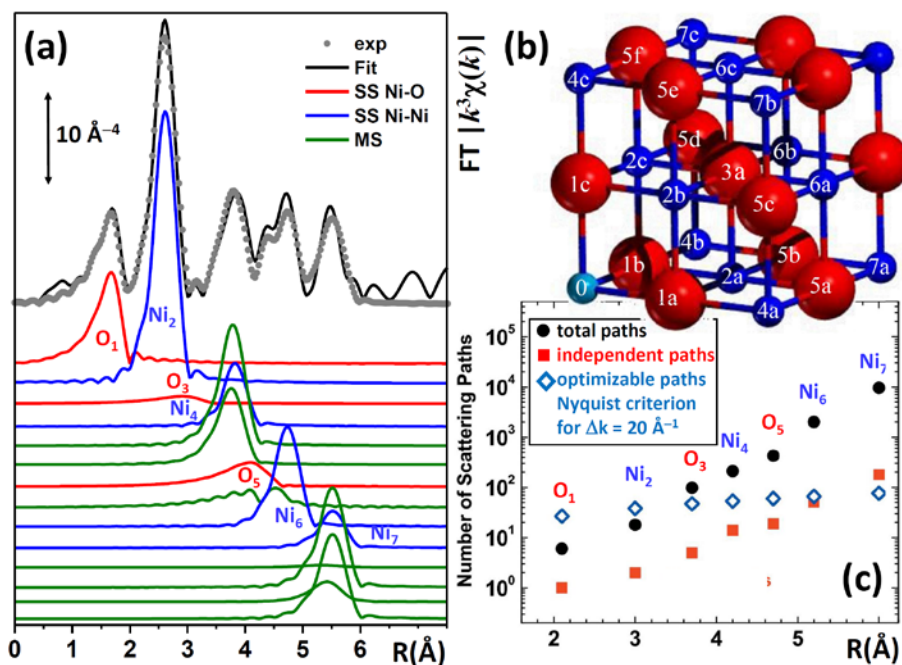 (a)
exp
Fit
SS Ni-O
SS Ni-Ni
MS
10 Å⁻⁴
O₁
Ni₂
O₃
Ni₄
O₅
Ni₆
Ni₇
0 1 2 3 4 5 6 7
R(Å)
FT |k³χ(k)|
(b)
7c
5f
4c
6c
5e
7b
5d
6b
2c
3a
1c
2b
6a
5c
4b
5b
1b
2a
7a
0
1a
5a
4a
total paths
independent paths
optimizable paths
Nyquist criterion
for Δk = 20 Å⁻¹
Number of Scattering Paths
10⁵
10⁴
10³
10²
10¹
10⁰
O₁
Ni₂
O₃
Ni₄
O₅
Ni₆
Ni₇
(c)
2 3 4 5
R(Å)